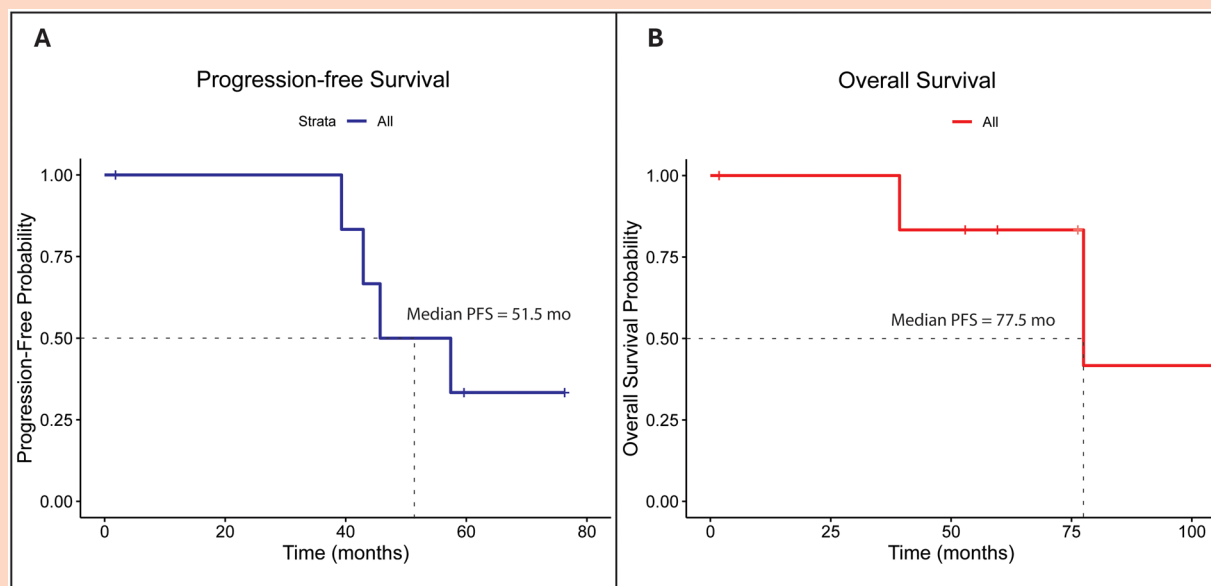 A
Progression-free Survival
Strata All
1.00
0.75
0.50
0.25
0.00
Progression-Free Probability
Median PFS = 51.5 mo
0 20 40 60 80
Time (months)
B
Overall Survival
All
1.00
0.75
0.50
0.25
0.00
Overall Survival Probability
Median PFS = 77.5 mo
0 25 50 75 100
Time (months)